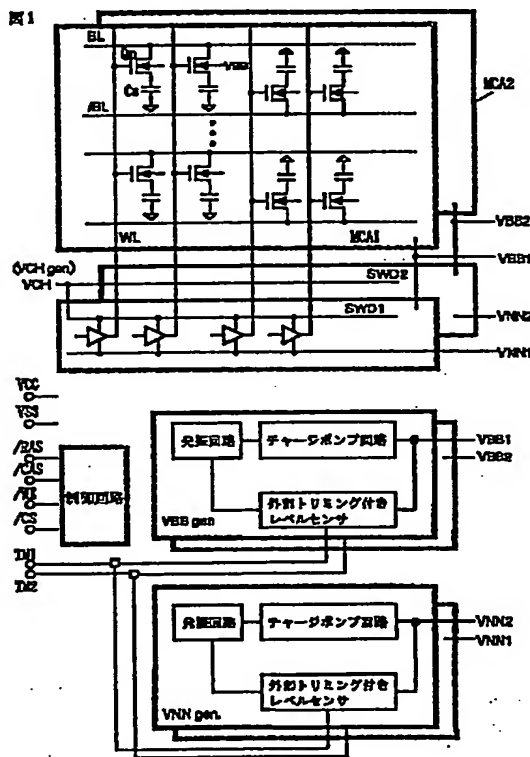 図1
BL
Qn
VBB
Cs
/BL
MCA2
WL
MCA1
VBB2
VBB1
(VCH gen)
VCH
SWD2
SWD1
VNN2
VNN1
VCC
VSS
/RAS
/CAS
/WE
/CS
制御回路
発振回路
チャージポンプ回路
VBB1
VBB2
外部トリミング付き
レベルセンサ
VBB gen
TM1
TM2
発振回路
チャージポンプ回路
VNN2
VNN1
外部トリミング付き
レベルセンサ
VNN gen.